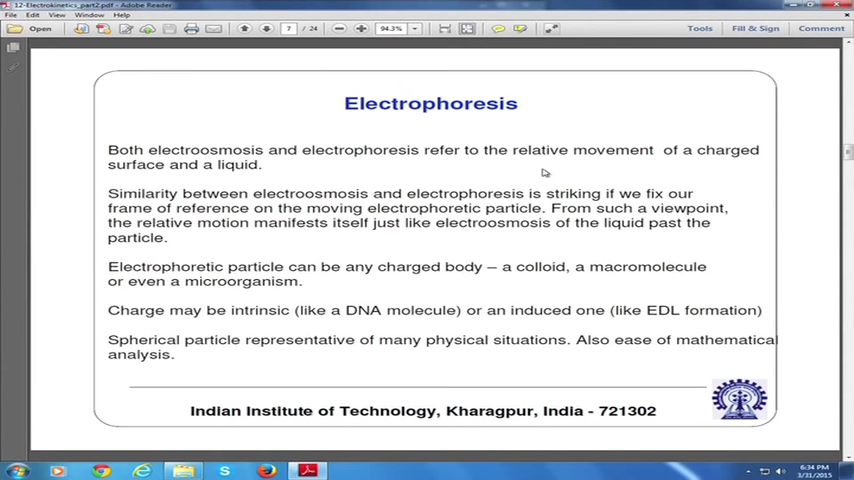 12-Electrokinetics_part2.pdf - Adobe Reader
File Edit View Window Help
Open 7 / 24 94.3% Tools Fill & Sign Comment
Electrophoresis
Both electroosmosis and electrophoresis refer to the relative movement of a charged
surface and a liquid.
Similarity between electroosmosis and electrophoresis is striking if we fix our
frame of reference on the moving electrophoretic particle. From such a viewpoint,
the relative motion manifests itself just like electroosmosis of the liquid past the
particle.
Electrophoretic particle can be any charged body – a colloid, a macromolecule
or even a microorganism.
Charge may be intrinsic (like a DNA molecule) or an induced one (like EDL formation)
Spherical particle representative of many physical situations. Also ease of mathematical
analysis.
Indian Institute of Technology, Kharagpur, India - 721302
6:34 PM
3/31/2015